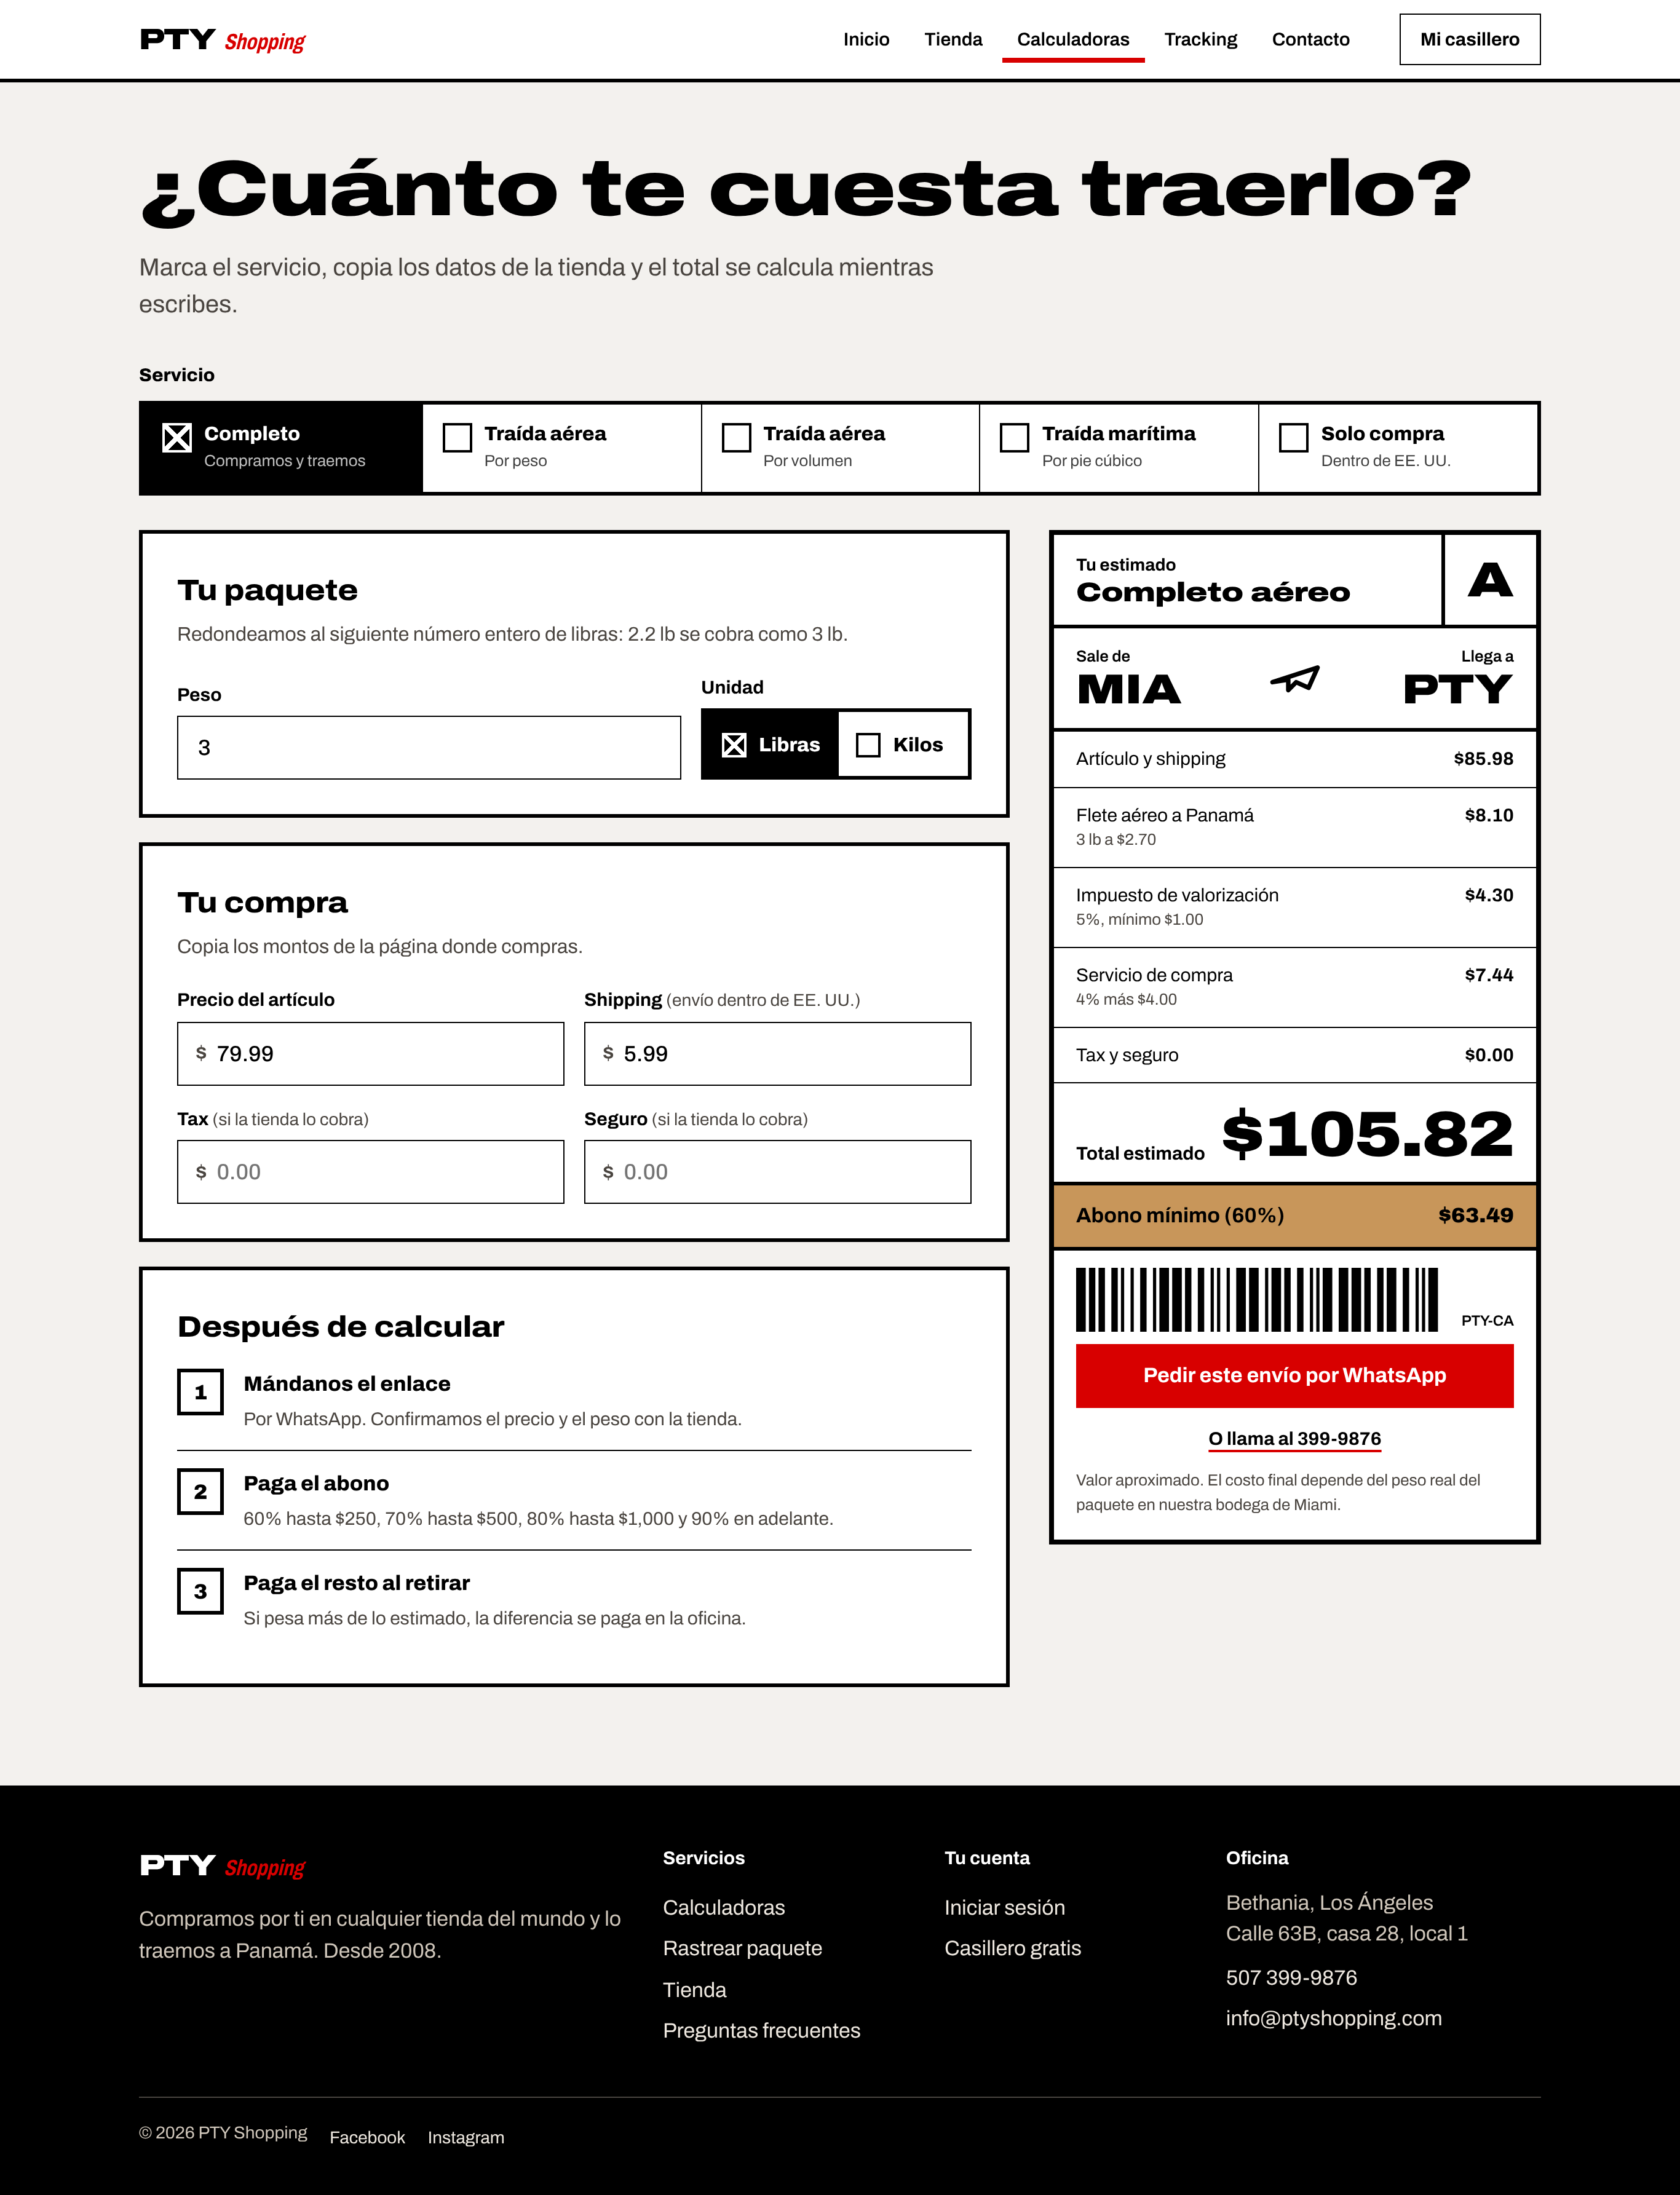 PTY Shopping
Inicio
Tienda
Calculadoras
Tracking
Contacto
Mi casillero
¿Cuánto te cuesta traerlo?
Marca el servicio, copia los datos de la tienda y el total se calcula mientras
escribes.
Servicio
Completo
Compramos y traemos
Traída aérea
Por peso
Traída aérea
Por volumen
Traída marítima
Por pie cúbico
Solo compra
Dentro de EE. UU.
Tu paquete
Redondeamos al siguiente número entero de libras: 2.2 lb se cobra como 3 lb.
Peso
3
Unidad
Libras
Kilos
Tu compra
Copia los montos de la página donde compras.
Precio del artículo
$ 79.99
Shipping (envío dentro de EE. UU.)
$ 5.99
Tax (si la tienda lo cobra)
$ 0.00
Seguro (si la tienda lo cobra)
$ 0.00
Después de calcular
1
Mándanos el enlace
Por WhatsApp. Confirmamos el precio y el peso con la tienda.
2
Paga el abono
60% hasta $250, 70% hasta $500, 80% hasta $1,000 y 90% en adelante.
3
Paga el resto al retirar
Si pesa más de lo estimado, la diferencia se paga en la oficina.
Tu estimado
Completo aéreo
A
Sale de
MIA
Llega a
PTY
Artículo y shipping $85.98
Flete aéreo a Panamá $8.10
3 lb a $2.70
Impuesto de valorización $4.30
5%, mínimo $1.00
Servicio de compra $7.44
4% más $4.00
Tax y seguro $0.00
Total estimado $105.82
Abono mínimo (60%) $63.49
PTY-CA
Pedir este envío por WhatsApp
O llama al 399-9876
Valor aproximado. El costo final depende del peso real del
paquete en nuestra bodega de Miami.
PTY Shopping
Compramos por ti en cualquier tienda del mundo y lo
traemos a Panamá. Desde 2008.
Servicios
Calculadoras
Rastrear paquete
Tienda
Preguntas frecuentes
Tu cuenta
Iniciar sesión
Casillero gratis
Oficina
Bethania, Los Ángeles
Calle 63B, casa 28, local 1
507 399-9876
info@ptyshopping.com
© 2026 PTY Shopping
Facebook
Instagram